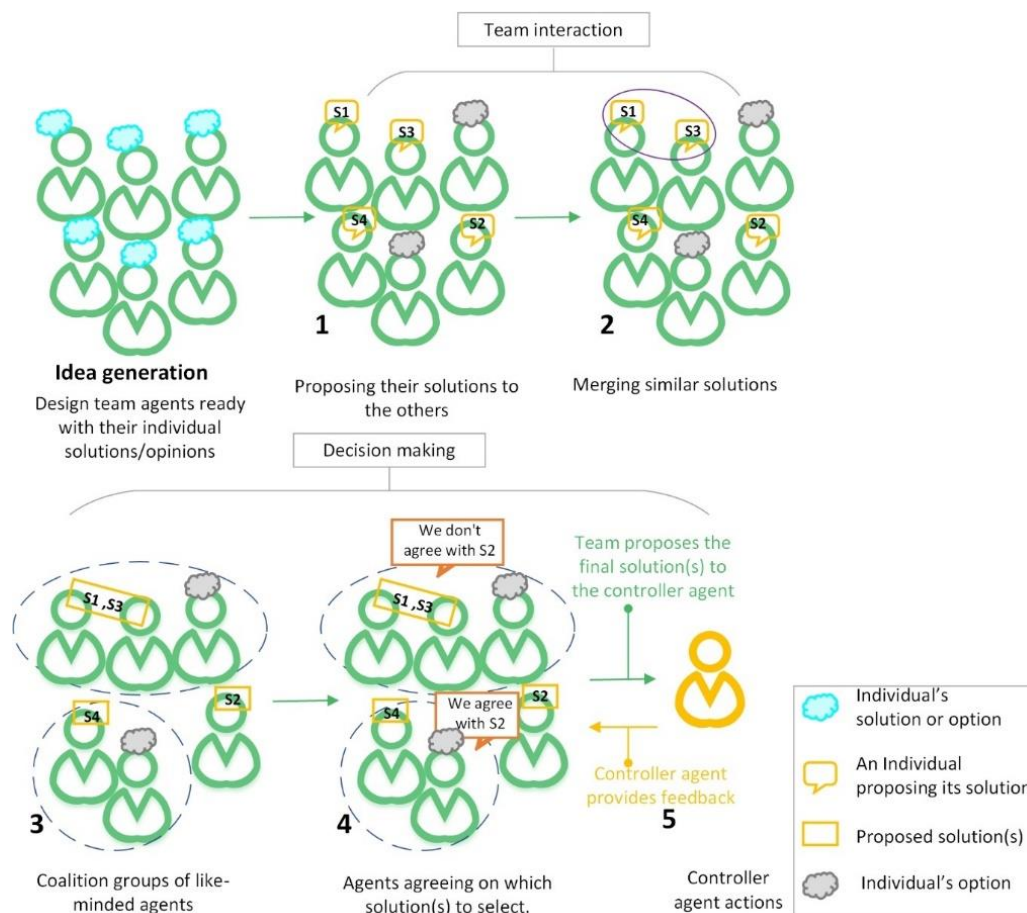 Team interaction
S1
S3
S4
S2
1
S1
S3
S4
S2
2
Idea generation
Design team agents ready
with their individual
solutions/opinions
Proposing their solutions to
the others
Merging similar solutions
Decision making
S1 ,S3
S4
S2
3
We don't
agree with S2
S1 ,S3
S4
We agree
with S2
S2
4
Team proposes the
final solution(s) to
the controller agent
Controller agent
provides feedback
5
Coalition groups of like-
minded agents
Agents agreeing on which
solution(s) to select.
Controller
agent actions
Individual's
solution or option
An Individual
proposing its solution
Proposed solution(s)
Individual's option